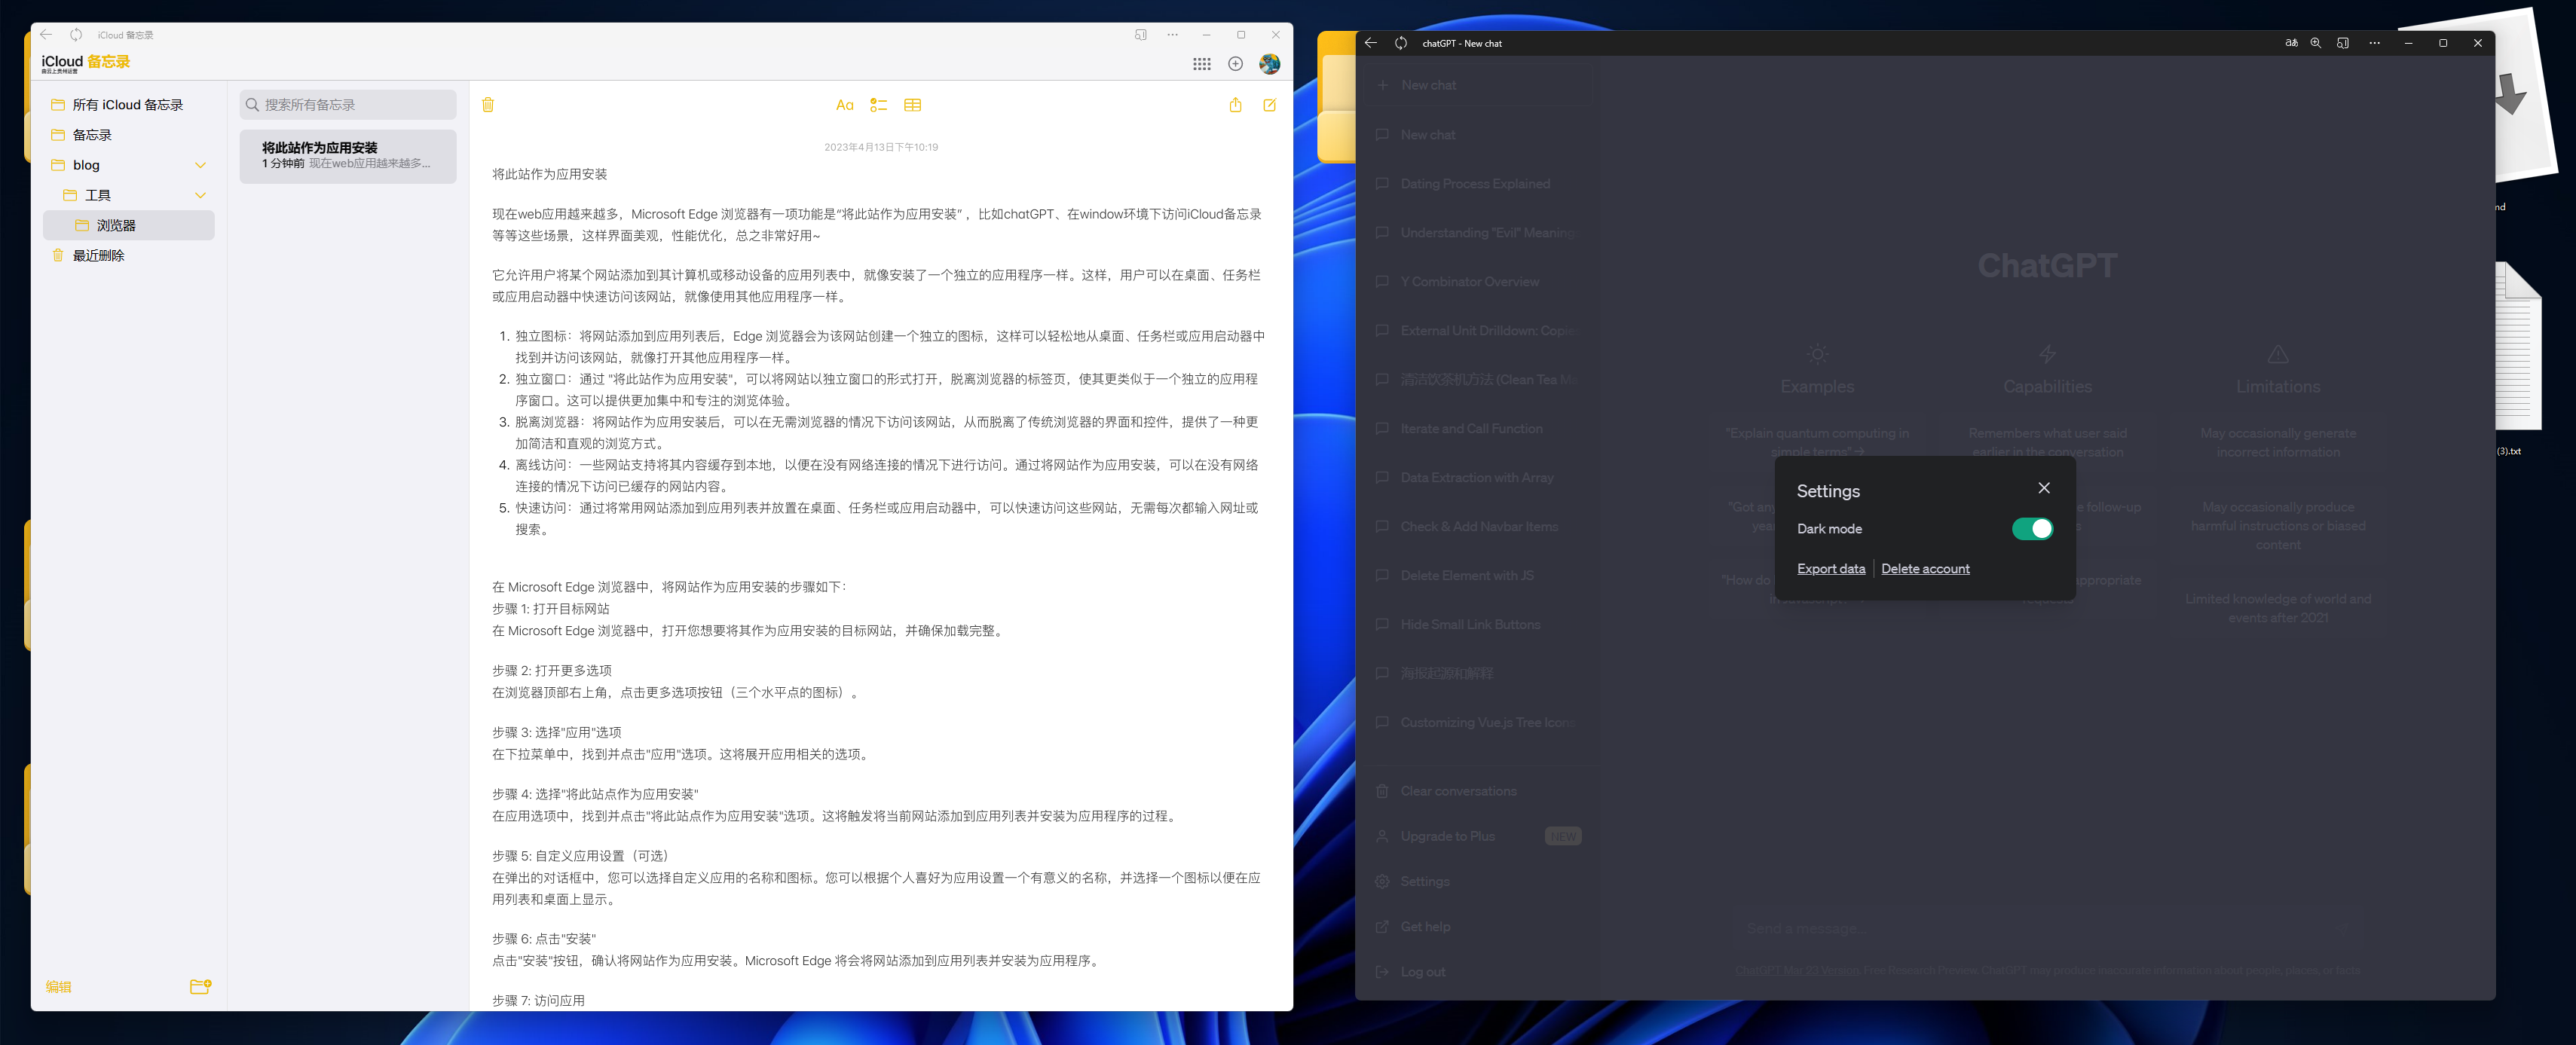 iCloud 备忘录
iCloud 备忘录
由云上贵州运营
所有 iCloud 备忘录
备忘录
blog
工具
浏览器
最近删除
编辑
搜索所有备忘录
将此站作为应用安装
1 分钟前 现在web应用越来越多...
Aa
2023年4月13日下午10:19
将此站作为应用安装
现在web应用越来越多，Microsoft Edge 浏览器有一项功能是“将此站作为应用安装”，比如chatGPT、在window环境下访问iCloud备忘录
等等这些场景，这样界面美观，性能优化，总之非常好用~
它允许用户将某个网站添加到其计算机或移动设备的应用列表中，就像安装了一个独立的应用程序一样。这样，用户可以在桌面、任务栏
或应用启动器中快速访问该网站，就像使用其他应用程序一样。
1. 独立图标：将网站添加到应用列表后，Edge 浏览器会为该网站创建一个独立的图标，这样可以轻松地从桌面、任务栏或应用启动器中
找到并访问该网站，就像打开其他应用程序一样。
2. 独立窗口：通过 "将此站作为应用安装"，可以将网站以独立窗口的形式打开，脱离浏览器的标签页，使其更类似于一个独立的应用程
序窗口。这可以提供更加集中和专注的浏览体验。
3. 脱离浏览器：将网站作为应用安装后，可以在无需浏览器的情况下访问该网站，从而脱离了传统浏览器的界面和控件，提供了一种更
加简洁和直观的浏览方式。
4. 离线访问：一些网站支持将其内容缓存到本地，以便在没有网络连接的情况下进行访问。通过将网站作为应用安装，可以在没有网络
连接的情况下访问已缓存的网站内容。
5. 快速访问：通过将常用网站添加到应用列表并放置在桌面、任务栏或应用启动器中，可以快速访问这些网站，无需每次都输入网址或
搜索。
在 Microsoft Edge 浏览器中，将网站作为应用安装的步骤如下：
步骤 1: 打开目标网站
在 Microsoft Edge 浏览器中，打开您想要将其作为应用安装的目标网站，并确保加载完整。
步骤 2: 打开更多选项
在浏览器顶部右上角，点击更多选项按钮（三个水平点的图标）。
步骤 3: 选择"应用"选项
在下拉菜单中，找到并点击"应用"选项。这将展开应用相关的选项。
步骤 4: 选择"将此站点作为应用安装"
在应用选项中，找到并点击"将此站点作为应用安装"选项。这将触发将当前网站添加到应用列表并安装为应用程序的过程。
步骤 5: 自定义应用设置（可选）
在弹出的对话框中，您可以选择自定义应用的名称和图标。您可以根据个人喜好为应用设置一个有意义的名称，并选择一个图标以便在应
用列表和桌面上显示。
步骤 6: 点击"安装"
点击"安装"按钮，确认将网站作为应用安装。Microsoft Edge 将会将网站添加到应用列表并安装为应用程序。
步骤 7: 访问应用
chatGPT - New chat
aあ
New chat
New chat
Dating Process Explained
Understanding "Evil" Meaning
Y Combinator Overview
External Unit Drilldown: Copie
清洁饮茶机方法 (Clean Tea Ma
Iterate and Call Function
Data Extraction with Array
Check & Add Navbar Items
Delete Element with JS
Hide Small Link Buttons
海报起源和解释
Customizing Vue.js Tree Icons
Clear conversations
Upgrade to Plus NEW
Settings
Get help
Log out
ChatGPT
Examples
"Explain quantum computing in
simple terms" →
"Got any
year
"How do
in Javascript
Capabilities
Remembers what user said
earlier in the conversation
follow-up
appropriate
requests
Limitations
May occasionally generate
incorrect information
May occasionally produce
harmful instructions or biased
content
Limited knowledge of world and
events after 2021
Settings
Dark mode
Export data
Delete account
Send a message...
ChatGPT Mar 23 Version. Free Research Preview. ChatGPT may produce inaccurate information about people, places, or facts
md
(3).txt